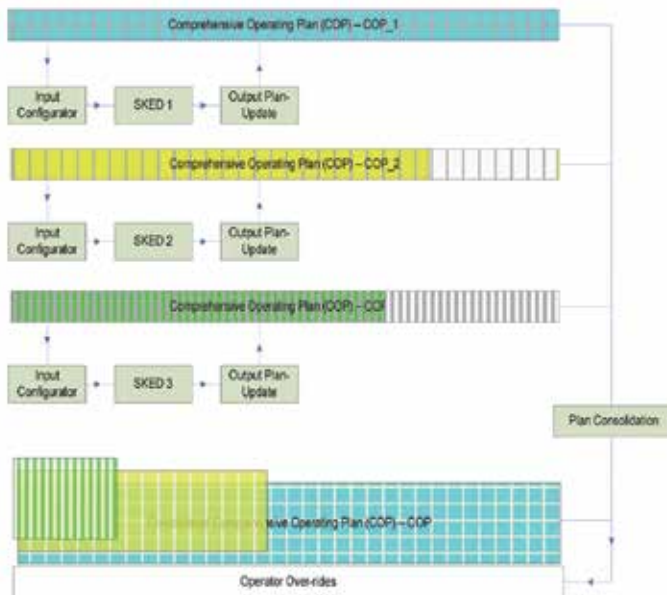 Comprehensive Operating Plan (COP) – COP_1
Input
Configurator
SKED 1
Output Plan-
Update
Comprehensive Operating Plan (COP) – COP_2
Input
Configurator
SKED 2
Output Plan-
Update
Comprehensive Operating Plan (COP) – COP
Input
Configurator
SKED 3
Output Plan-
Update
Plan Consolidation
Operating Plan (COP) – COP
Operator Over-rides